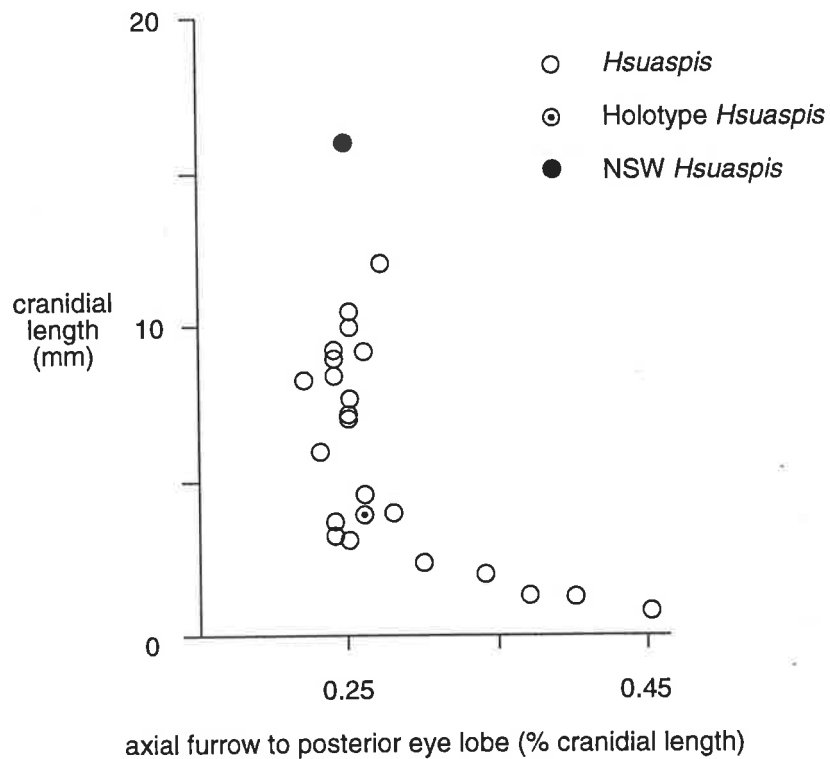 20
Hsuaspis
Holotype Hsuaspis
NSW Hsuaspis
cranidial
length
(mm)
10
0
0.25
0.45
axial furrow to posterior eye lobe (% cranidial length)